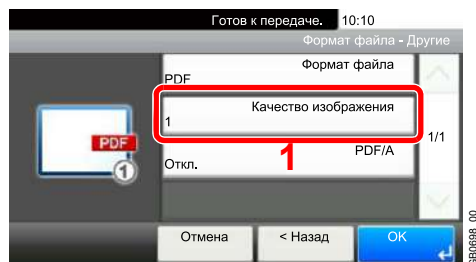 Готов к передаче. 10:10
Формат файла - Другие
Формат файла
PDF
Качество изображения
1
1
PDF/A
Откл.
1/1
PDF
1
Отмена
< Назад
OK